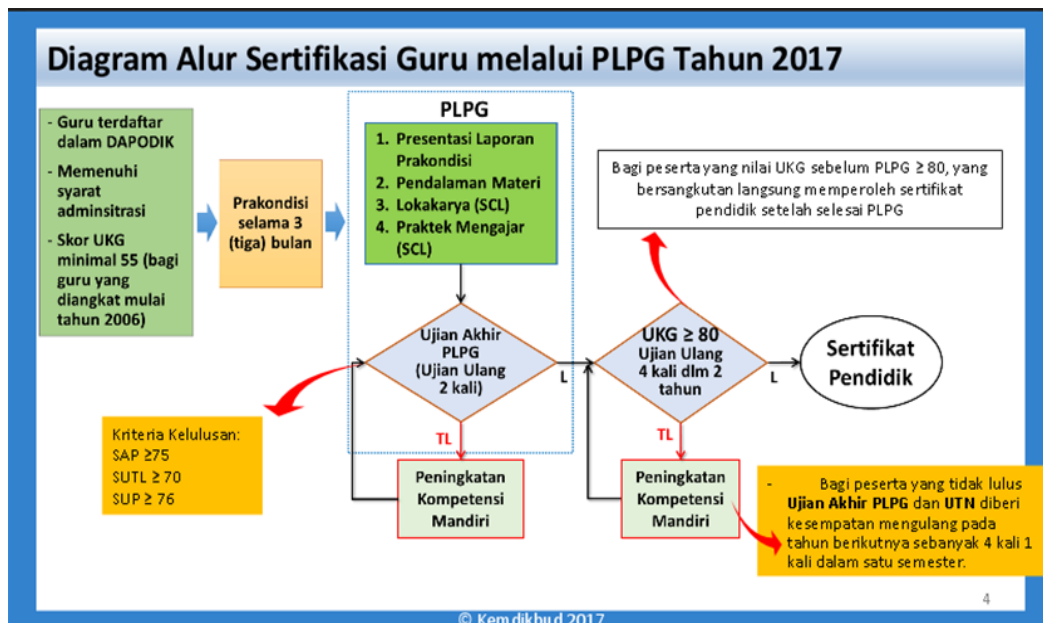 Diagram Alur Sertifikasi Guru melalui PLPG Tahun 2017
- Guru terdaftar
dalam DAPODIK
- Memenuhi
syarat
adminsitrasi
- Skor UKG
minimal 55 (bagi
guru yang
diangkat mulai
tahun 2006)
Prakondisi
selama 3
(tiga) bulan
PLPG
1. Presentasi Laporan
Prakondisi
2. Pendalaman Materi
3. Lokakarya (SCL)
4. Praktek Mengajar
(SCL)
Bagi peserta yang nilai UKG sebelum PLPG ≥ 80, yang
bersangkutan langsung memperoleh sertifikat
pendidik setelah selesai PLPG
Ujian Akhir
PLPG
(Ujian Ulang
2 kali)
L
UKG ≥ 80
Ujian Ulang
4 kali dlm 2
tahun
L
Sertifikat
Pendidik
TL
TL
Kriteria Kelulusan:
SAP ≥75
SUTL ≥ 70
SUP ≥ 76
Peningkatan
Kompetensi
Mandiri
Peningkatan
Kompetensi
Mandiri
- Bagi peserta yang tidak lulus
Ujian Akhir PLPG dan UTN diberi
kesempatan mengulang pada
tahun berikutnya sebanyak 4 kali 1
kali dalam satu semester.
4
© Kemdikbud 2017